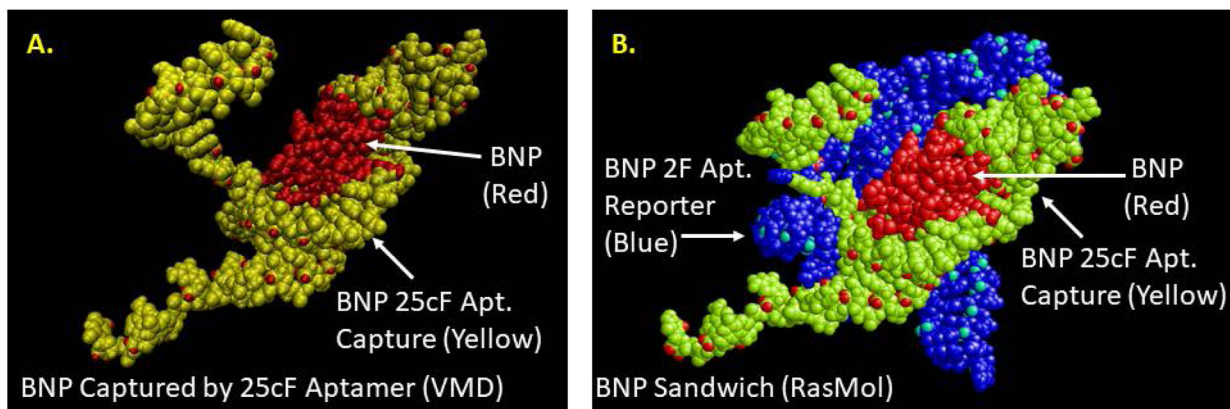 A.
BNP
(Red)
BNP 25cF Apt.
Capture (Yellow)
BNP Captured by 25cF Aptamer (VMD)
B.
BNP 2F Apt.
Reporter
(Blue)
BNP
(Red)
BNP 25cF Apt.
Capture (Yellow)
BNP Sandwich (RasMol)